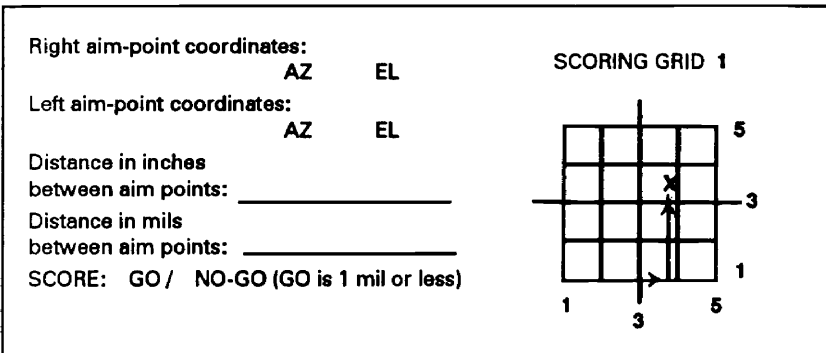 Right aim-point coordinates:
AZ EL
Left aim-point coordinates:
AZ EL
Distance in inches
between aim points:
Distance in mils
between aim points:
SCORE: GO / NO-GO (GO is 1 mil or less)
SCORING GRID 1
5
3
1
1
3
5